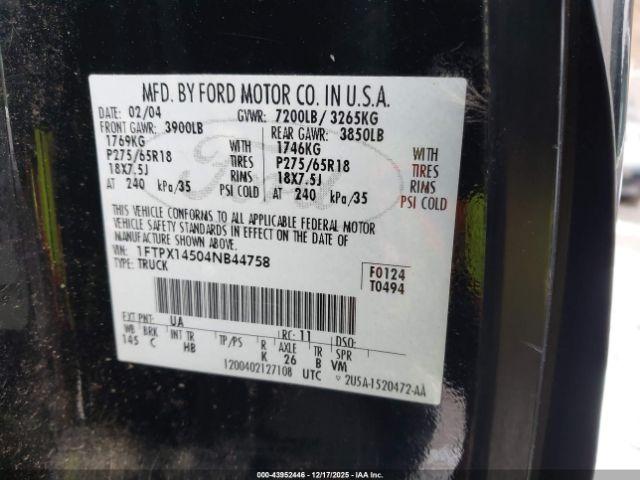 MFD. BY FORD MOTOR CO. IN U.S.A.
DATE: 02/04 GVWR: 7200LB/ 3265KG
FRONT GAWR: 3900LB REAR GAWR: 3850LB
1769KG WITH 1746KG WITH
P275/65R18 TIRES P275/65R18 TIRES
18X7.5J RIMS 18X7.5J RIMS
AT 240 kPa/35 PSI COLD AT 240 kPa/35 PSI COLD
THIS VEHICLE CONFORMS TO ALL APPLICABLE FEDERAL MOTOR
VEHICLE SAFETY STANDARDS IN EFFECT ON THE DATE OF
MANUFACTURE SHOWN ABOVE.
VIN: 1FTPX14504NB44758
TYPE: TRUCK
F0124
T0494
EXT PNT: UA RC: 11 DSO:
WB BRK INT TR TP/PS R AXLE TR SPR
145 C HB K 26 B VM
1200402127108 UTC ▽ 2U5A-1520472-AA
Ford
000-43952446 - 12/17/2025 - IAA, Inc.